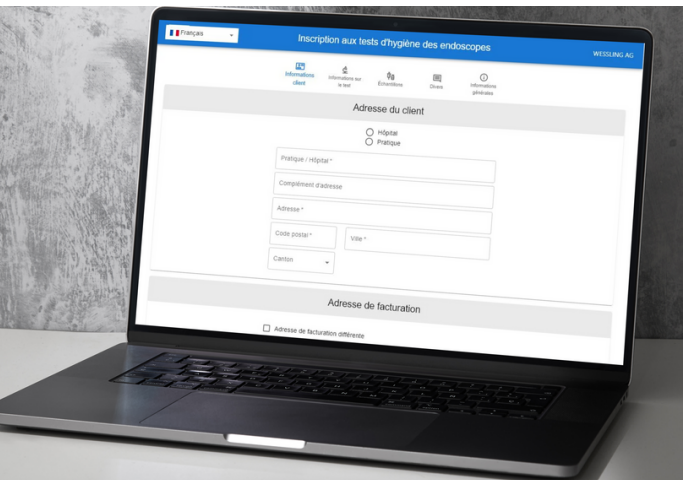 Français
Inscription aux tests d'hygiène des endoscopes
WESSLING AG
Informations
client
Informations sur
le test
Échantillons
Divers
Informations
générales
Adresse du client
Hôpital
Pratique
Pratique / Hôpital *
Complément d'adresse
Adresse *
Code postal *
Ville *
Canton
Adresse de facturation
Adresse de facturation différente